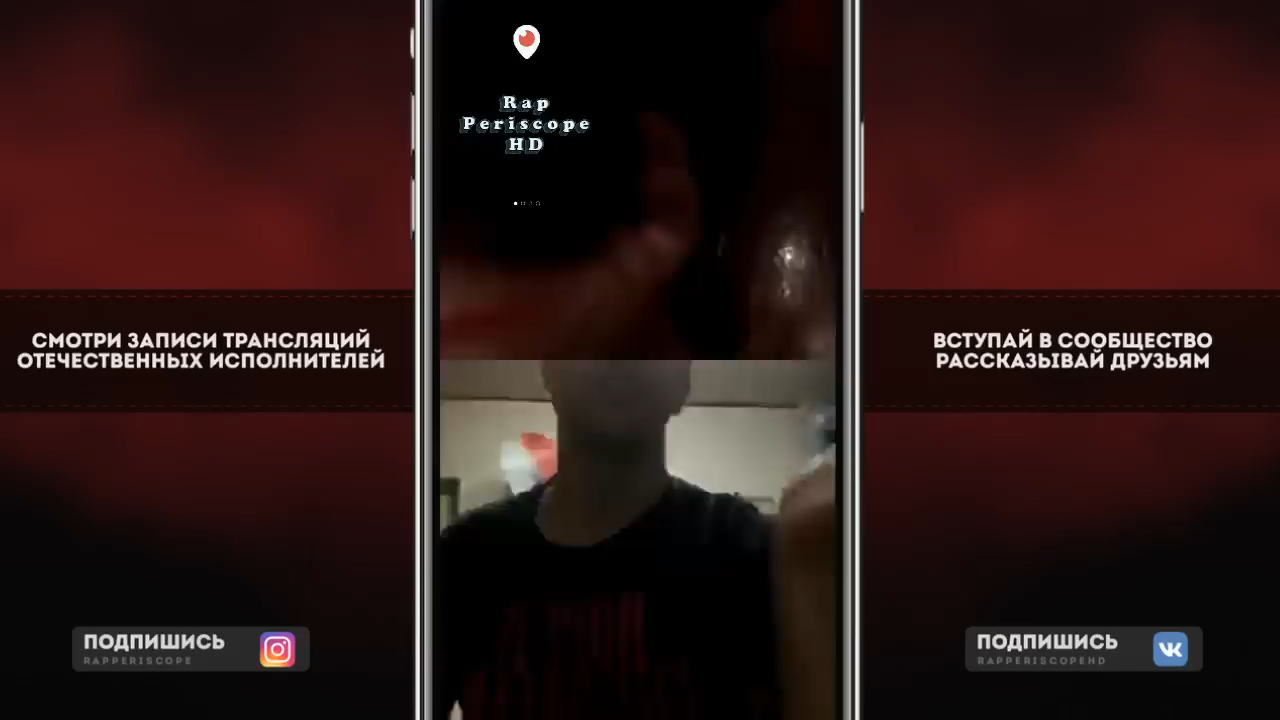 Rap
Periscope
HD
СМОТРИ ЗАПИСИ ТРАНСЛЯЦИЙ
ОТЕЧЕСТВЕННЫХ ИСПОЛНИТЕЛЕЙ
ВСТУПАЙ В СООБЩЕСТВО
РАССКАЗЫВАЙ ДРУЗЬЯМ
ПОДПИШИСЬ
RAPPERISCOPE
ПОДПИШИСЬ
RAPPERISCOPEHD